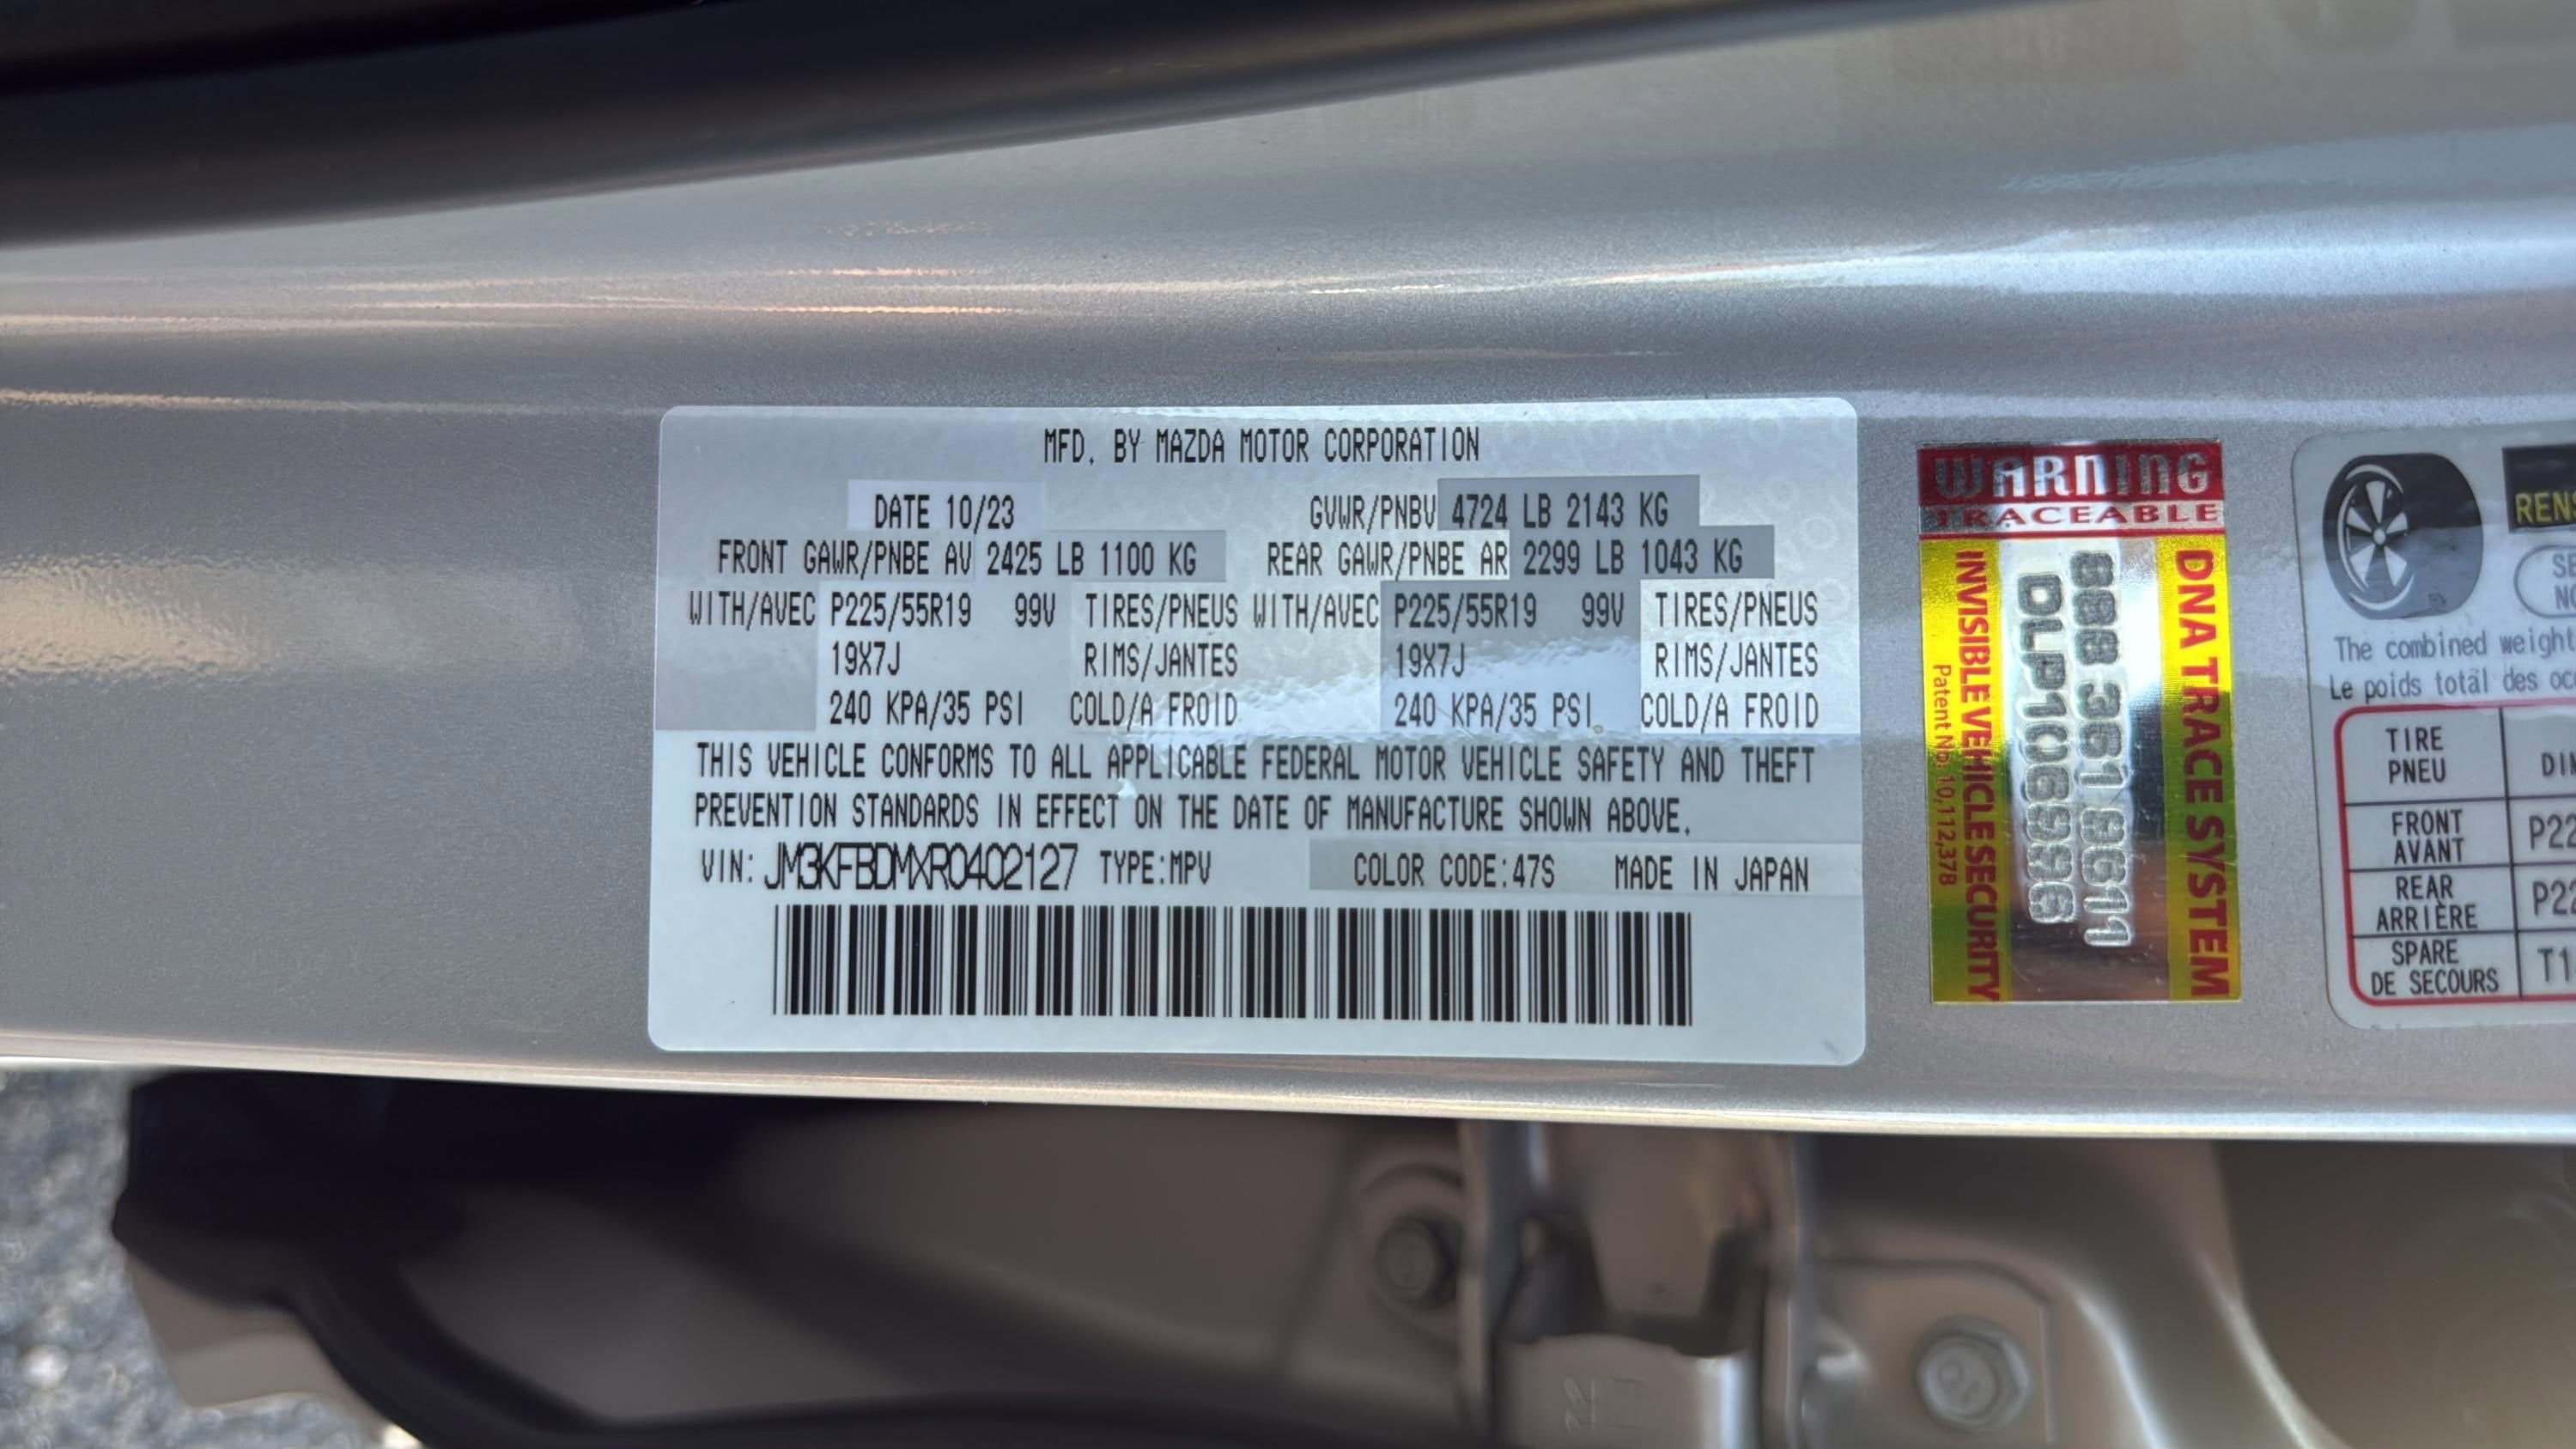 MFD. BY MAZDA MOTOR CORPORATION
DATE 10/23 GVWR/PNBV 4724 LB 2143 KG
FRONT GAWR/PNBE AV 2425 LB 1100 KG REAR GAWR/PNBE AR 2299 LB 1043 KG
WITH/AVEC P225/55R19 99V TIRES/PNEUS WITH/AVEC P225/55R19 99V TIRES/PNEUS
19X7J RIMS/JANTES 19X7J RIMS/JANTES
240 KPA/35 PSI COLD/A FROID 240 KPA/35 PSI COLD/A FROID
THIS VEHICLE CONFORMS TO ALL APPLICABLE FEDERAL MOTOR VEHICLE SAFETY AND THEFT
PREVENTION STANDARDS IN EFFECT ON THE DATE OF MANUFACTURE SHOWN ABOVE.
VIN: JM3KFBDMXR0402127 TYPE:MPV COLOR CODE:47S MADE IN JAPAN
WARNING
TRACEABLE
DNA TRACE SYSTEM
888 361 8611
DLP1069996
INVISIBLE VEHICLE SECURITY
Patent No. 10,112,378
The combined weight
Le poids total des
TIRE
PNEU
FRONT
AVANT
REAR
ARRIÈRE
SPARE
DE SECOURS